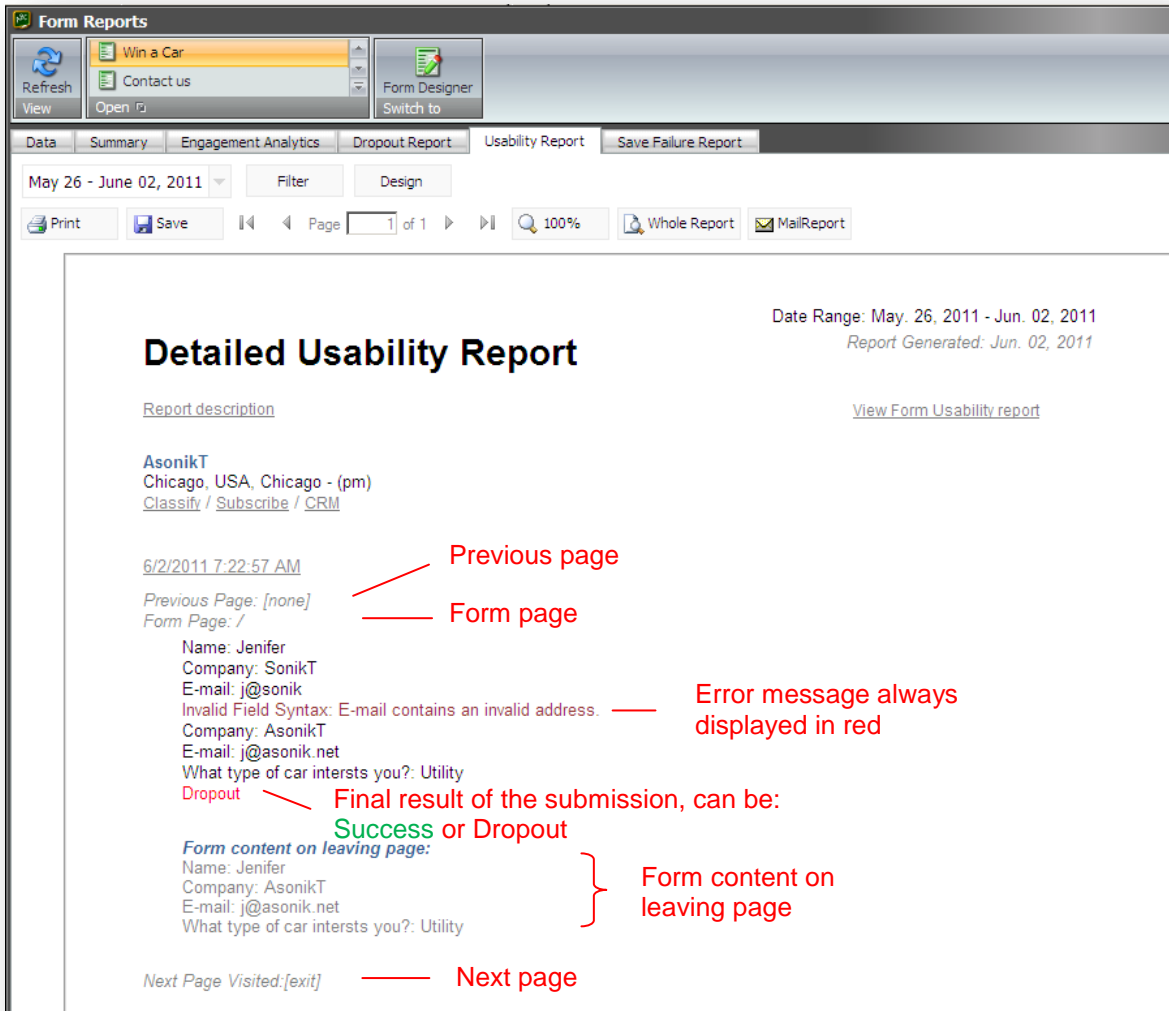 Form Reports
Win a Car
Contact us
Refresh
Form Designer
View
Open
Switch to
Data Summary Engagement Analytics Dropout Report Usability Report Save Failure Report
May 26 - June 02, 2011 Filter Design
Print Save Page 1 of 1 100% Whole Report MailReport
Date Range: May. 26, 2011 - Jun. 02, 2011
Detailed Usability Report
Report Generated: Jun. 02, 2011
Report description View Form Usability report
AsonikT
Chicago, USA, Chicago - (pm)
Classify / Subscribe / CRM
Previous page
6/2/2011 7:22:57 AM
Previous Page: [none]
Form Page: /
Form page
Name: Jenifer
Company: SonikT
E-mail: j@sonik
Invalid Field Syntax: E-mail contains an invalid address.
Error message always
displayed in red
Company: AsonikT
E-mail: j@asonik.net
What type of car intersts you?: Utility
Dropout
Final result of the submission, can be:
Success or Dropout
Form content on leaving page:
Name: Jenifer
Company: AsonikT
E-mail: j@asonik.net
What type of car intersts you?: Utility
Form content on
leaving page
Next Page Visited:[exit]
Next page